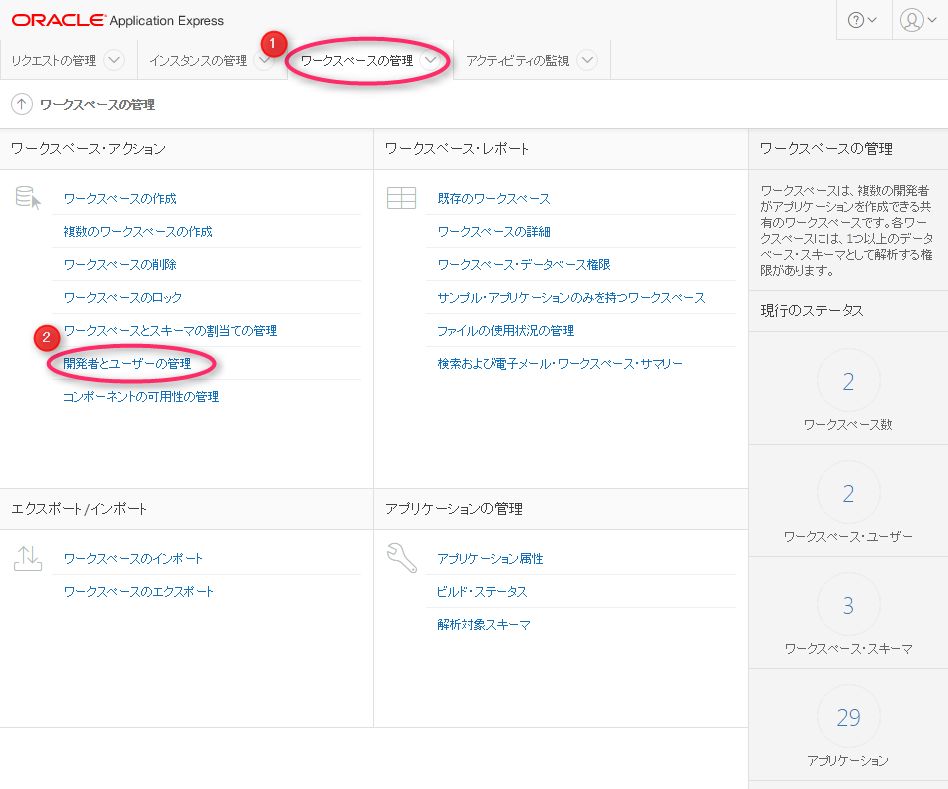 ORACLE Application Express
リクエストの管理
インスタンスの管理
1
ワークスペースの管理
アクティビティの監視
ワークスペースの管理
ワークスペース・アクション
ワークスペースの作成
複数のワークスペースの作成
ワークスペースの削除
ワークスペースのロック
ワークスペースとスキーマの割当ての管理
2
開発者とユーザーの管理
コンポーネントの可用性の管理
ワークスペース・レポート
既存のワークスペース
ワークスペースの詳細
ワークスペース・データベース権限
サンプル・アプリケーションのみを持つワークスペース
ファイルの使用状況の管理
検索および電子メール・ワークスペース・サマリー
エクスポート/インポート
ワークスペースのインポート
ワークスペースのエクスポート
アプリケーションの管理
アプリケーション属性
ビルド・ステータス
解析対象スキーマ
ワークスペースの管理
ワークスペースは、複数の開発者
がアプリケーションを作成できる共
有のワークスペースです。各ワー
クスペースには、1つ以上のデータ
ベース・スキーマとして解析する権
限があります。
現行のステータス
2
ワークスペース数
2
ワークスペース・ユーザー
3
ワークスペース・スキーマ
29
アプリケーション